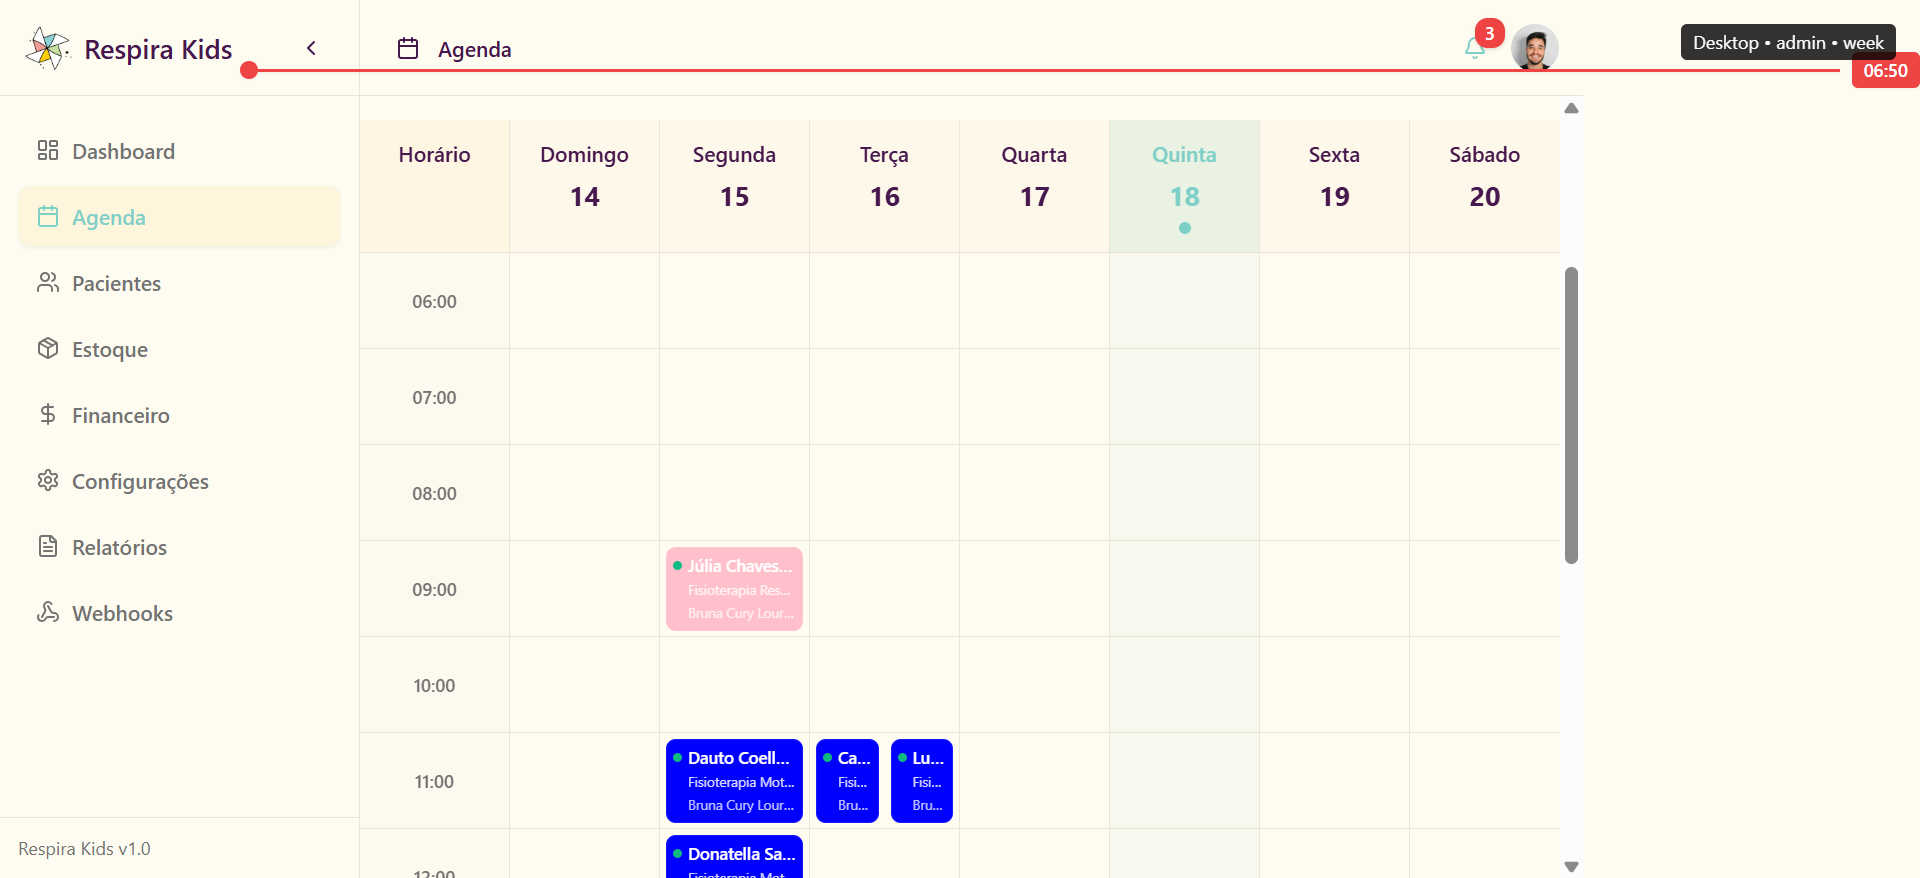 Respira Kids
Agenda
3
Desktop • admin • week
06:50
Dashboard
Agenda
Pacientes
Estoque
Financeiro
Configurações
Relatórios
Webhooks
Respira Kids v1.0
Horário
Domingo
14
Segunda
15
Terça
16
Quarta
17
Quinta
18
Sexta
19
Sábado
20
06:00
07:00
08:00
09:00
Júlia Chaves...
Fisioterapia Res...
Bruna Cury Lour...
10:00
11:00
Dauto Coell...
Fisioterapia Mot...
Bruna Cury Lour...
Ca...
Fisi...
Bru...
Lu...
Fisi...
Bru...
12:00
Donatella Sa...
Fisioterapia Mot...